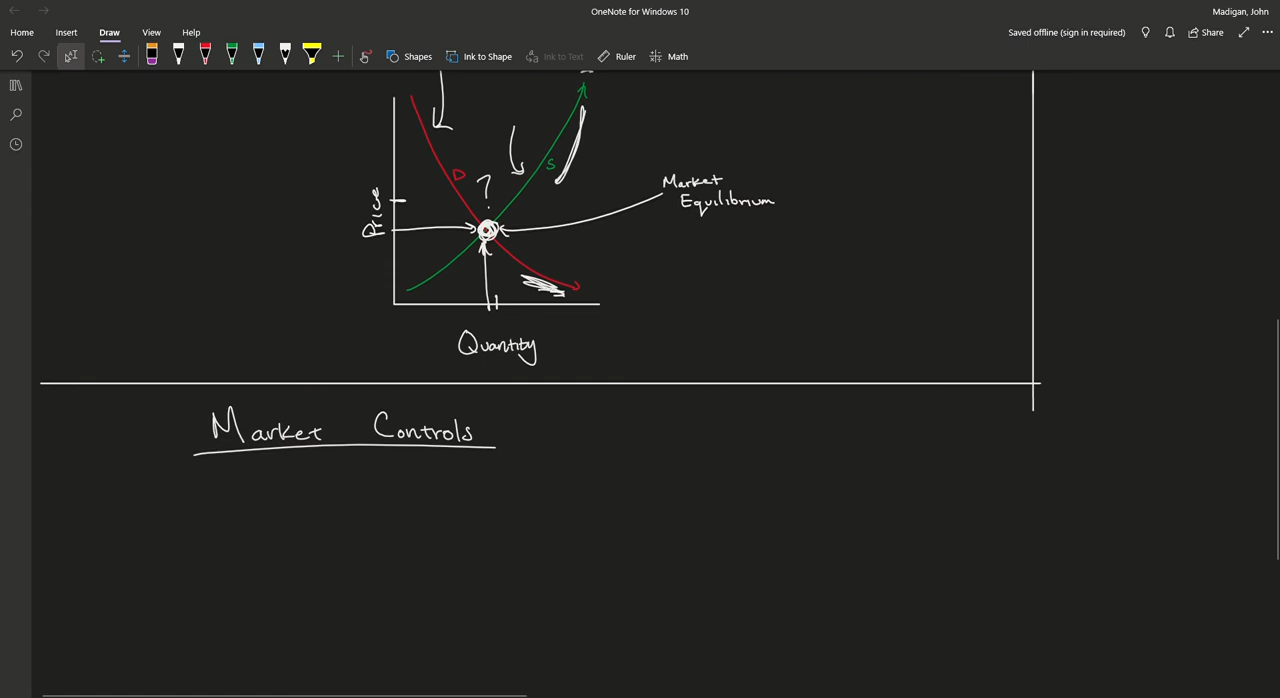 OneNote for Windows 10
Madigan, John
Home Insert Draw View Help
Saved offline (sign in required) Share
Shapes Ink to Shape Ink to Text Ruler Math
D
S
?
Market
Equilibrium
Price
Quantity
Market Controls